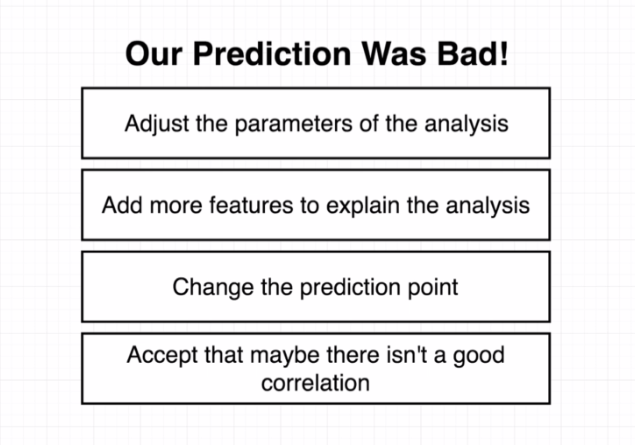 Our Prediction Was Bad!
Adjust the parameters of the analysis
Add more features to explain the analysis
Change the prediction point
Accept that maybe there isn't a good
correlation